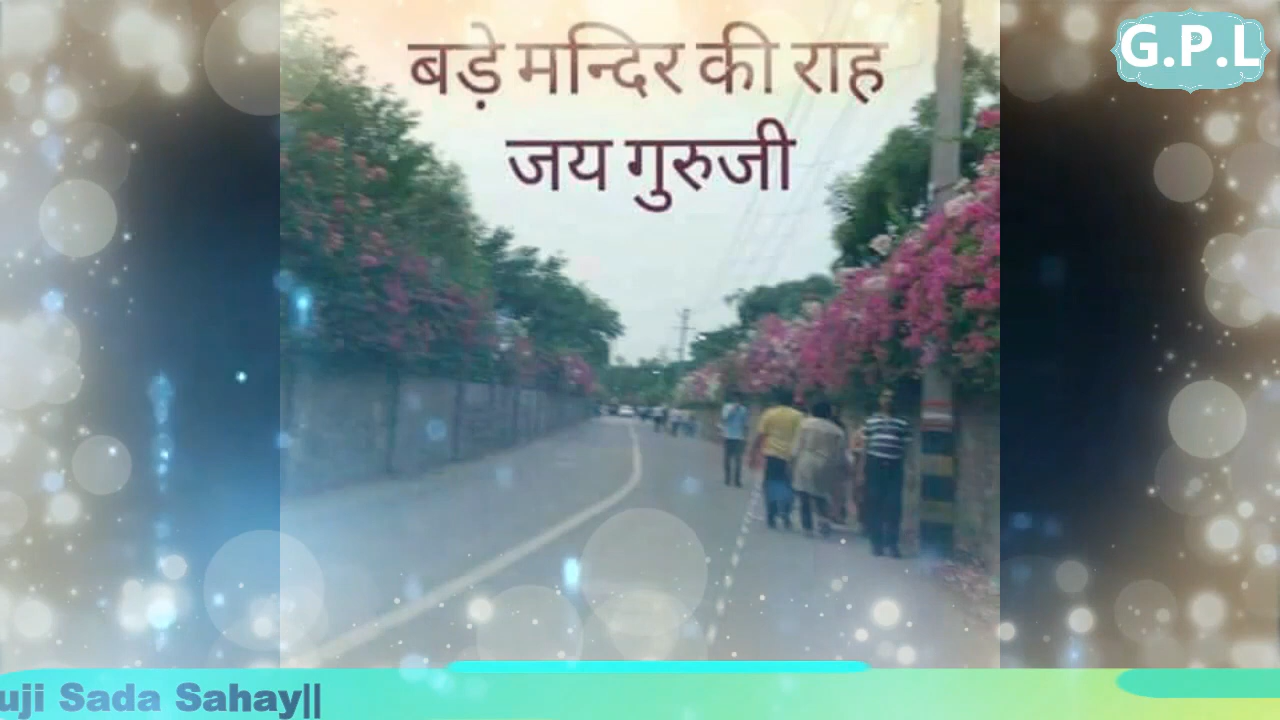 बड़े मन्दिर की राह
जय गुरुजी
G.P.L
uji Sada Sahay||